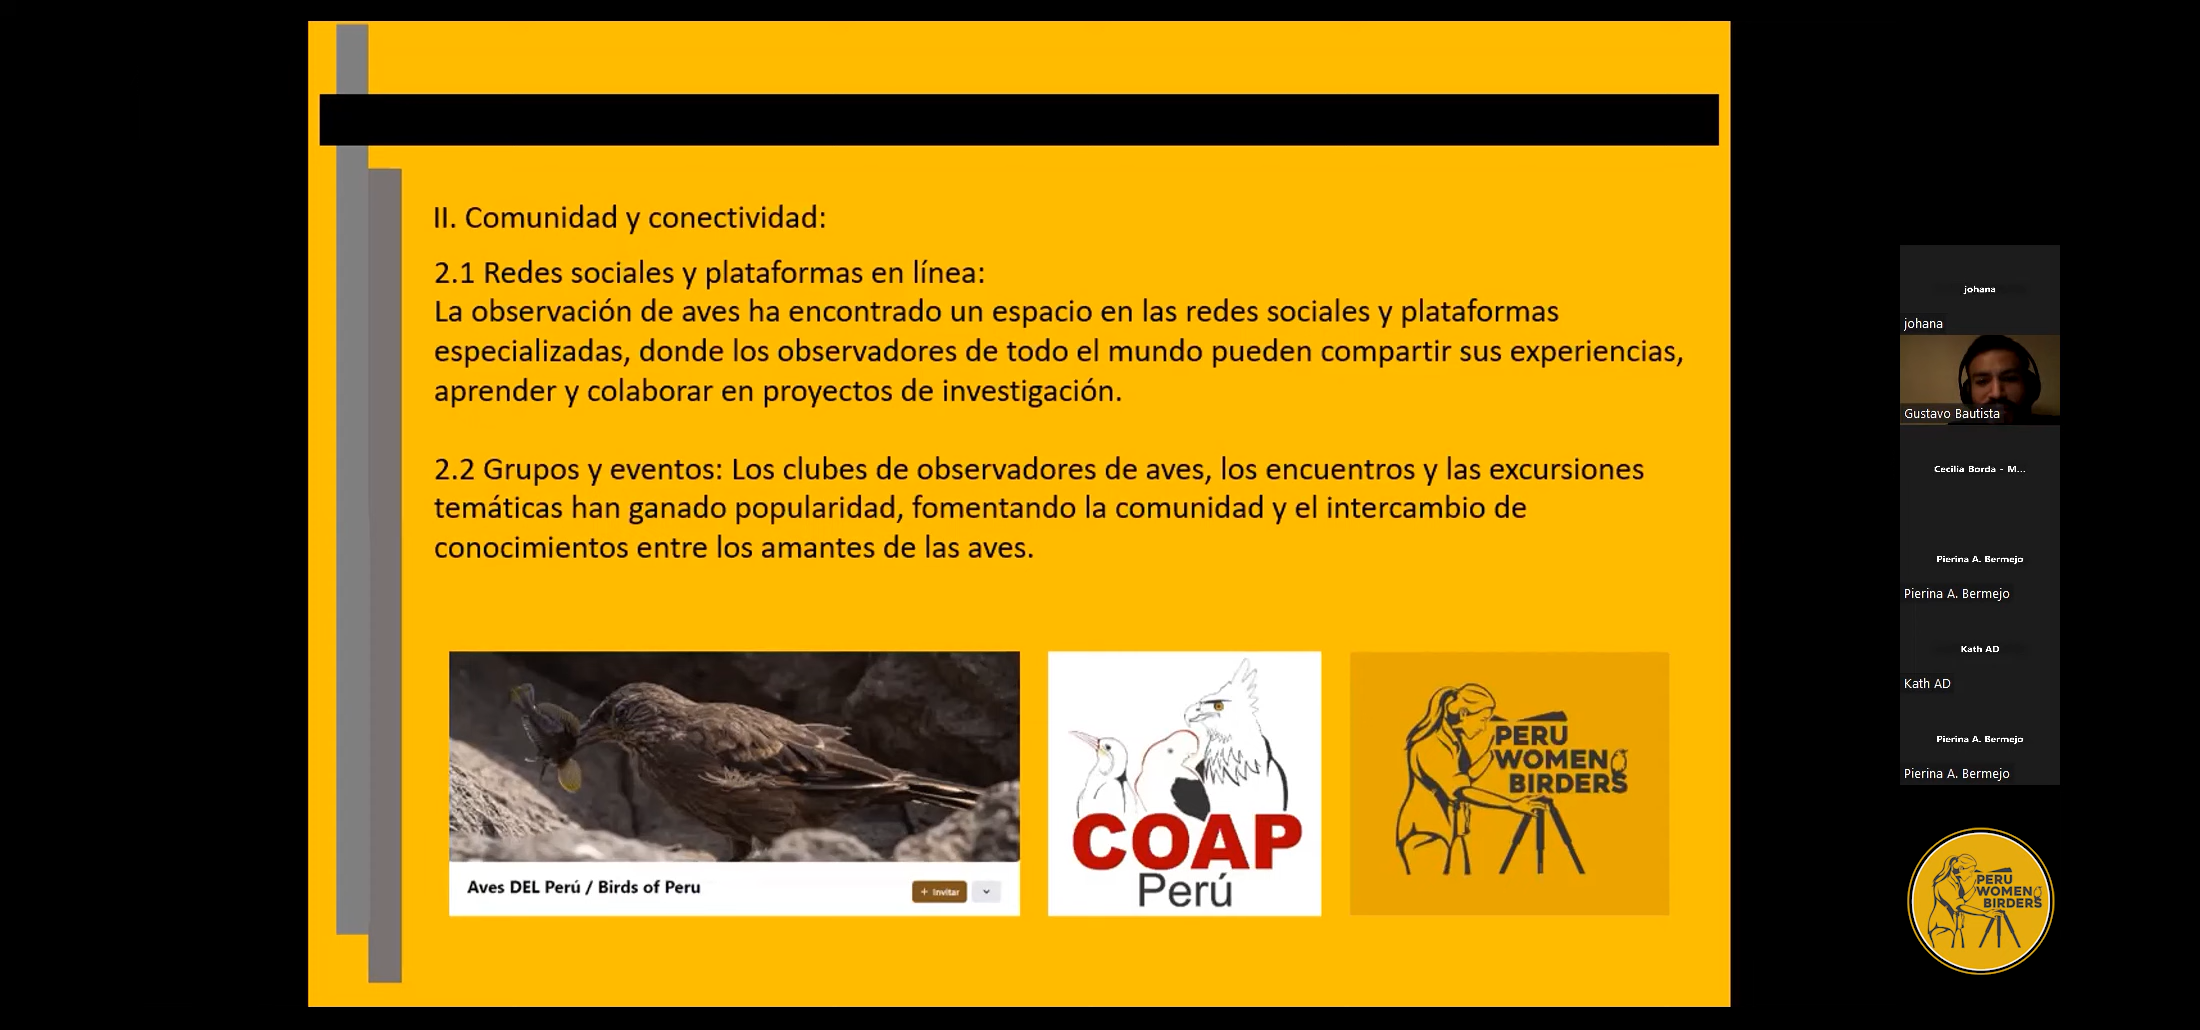 II. Comunidad y conectividad:
2.1 Redes sociales y plataformas en línea:
La observación de aves ha encontrado un espacio en las redes sociales y plataformas
especializadas, donde los observadores de todo el mundo pueden compartir sus experiencias,
aprender y colaborar en proyectos de investigación.
2.2 Grupos y eventos: Los clubes de observadores de aves, los encuentros y las excursiones
temáticas han ganado popularidad, fomentando la comunidad y el intercambio de
conocimientos entre los amantes de las aves.
Aves DEL Perú / Birds of Peru
+ Invitar
COAP
Perú
PERU
WOMEN
BIRDERS
johana
johana
Gustavo Bautista
Cecilia Borda - M...
Pierina A. Bermejo
Pierina A. Bermejo
Kath AD
Kath AD
Pierina A. Bermejo
Pierina A. Bermejo
PERU
WOMEN
BIRDERS